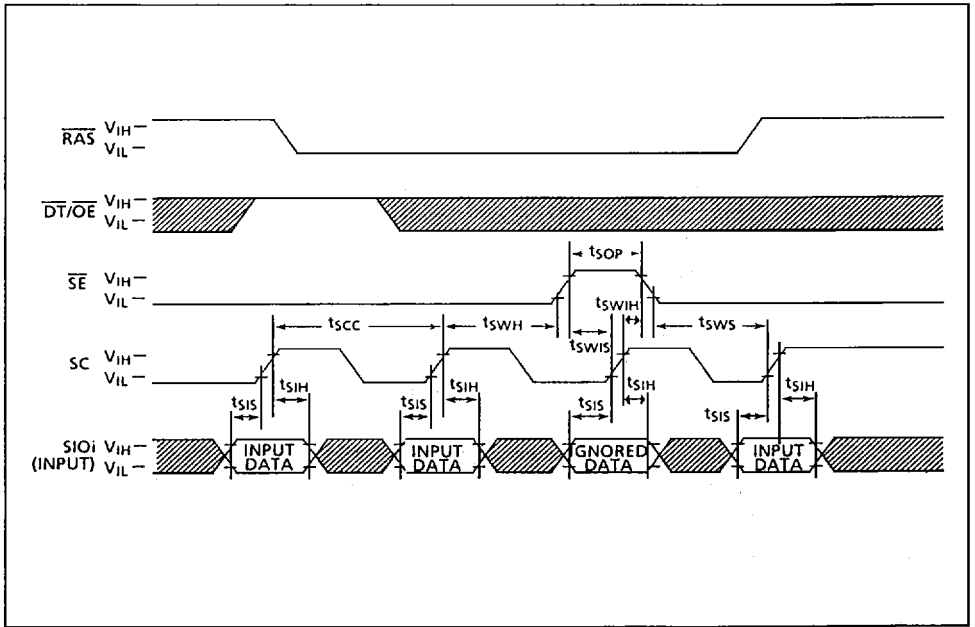 RAS VIH
VIL
DT/OE VIH
VIL
tSOP
SE VIH
VIL
tSWIH
tSCC tSWH tSWS
tSWIS
SC VIH
VIL
tSIH tSIH tSIH tSIH
tSIS tSIS tSIS tSIS
SIOi VIH
(INPUT) VIL
INPUT DATA
INPUT DATA
IGNORED DATA
INPUT DATA